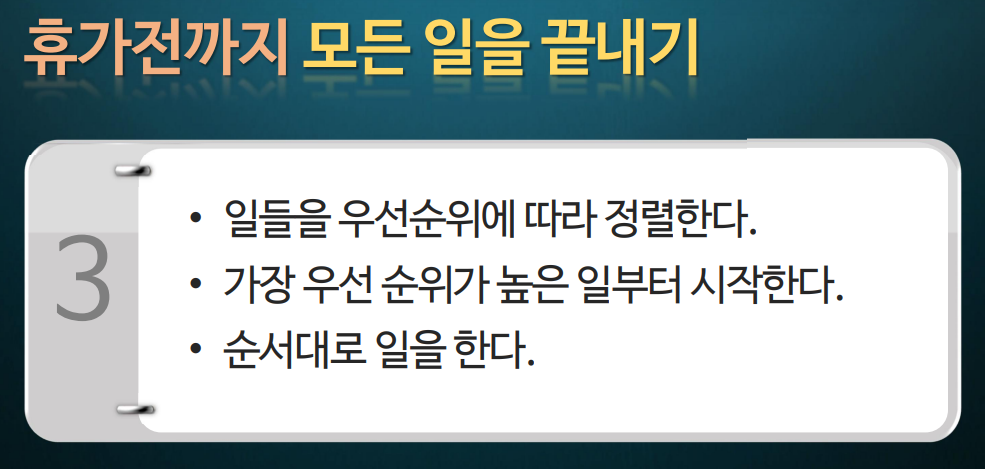 휴가전까지 모든 일을 끝내기
3
• 일들을 우선순위에 따라 정렬한다.
• 가장 우선 순위가 높은 일부터 시작한다.
• 순서대로 일을 한다.